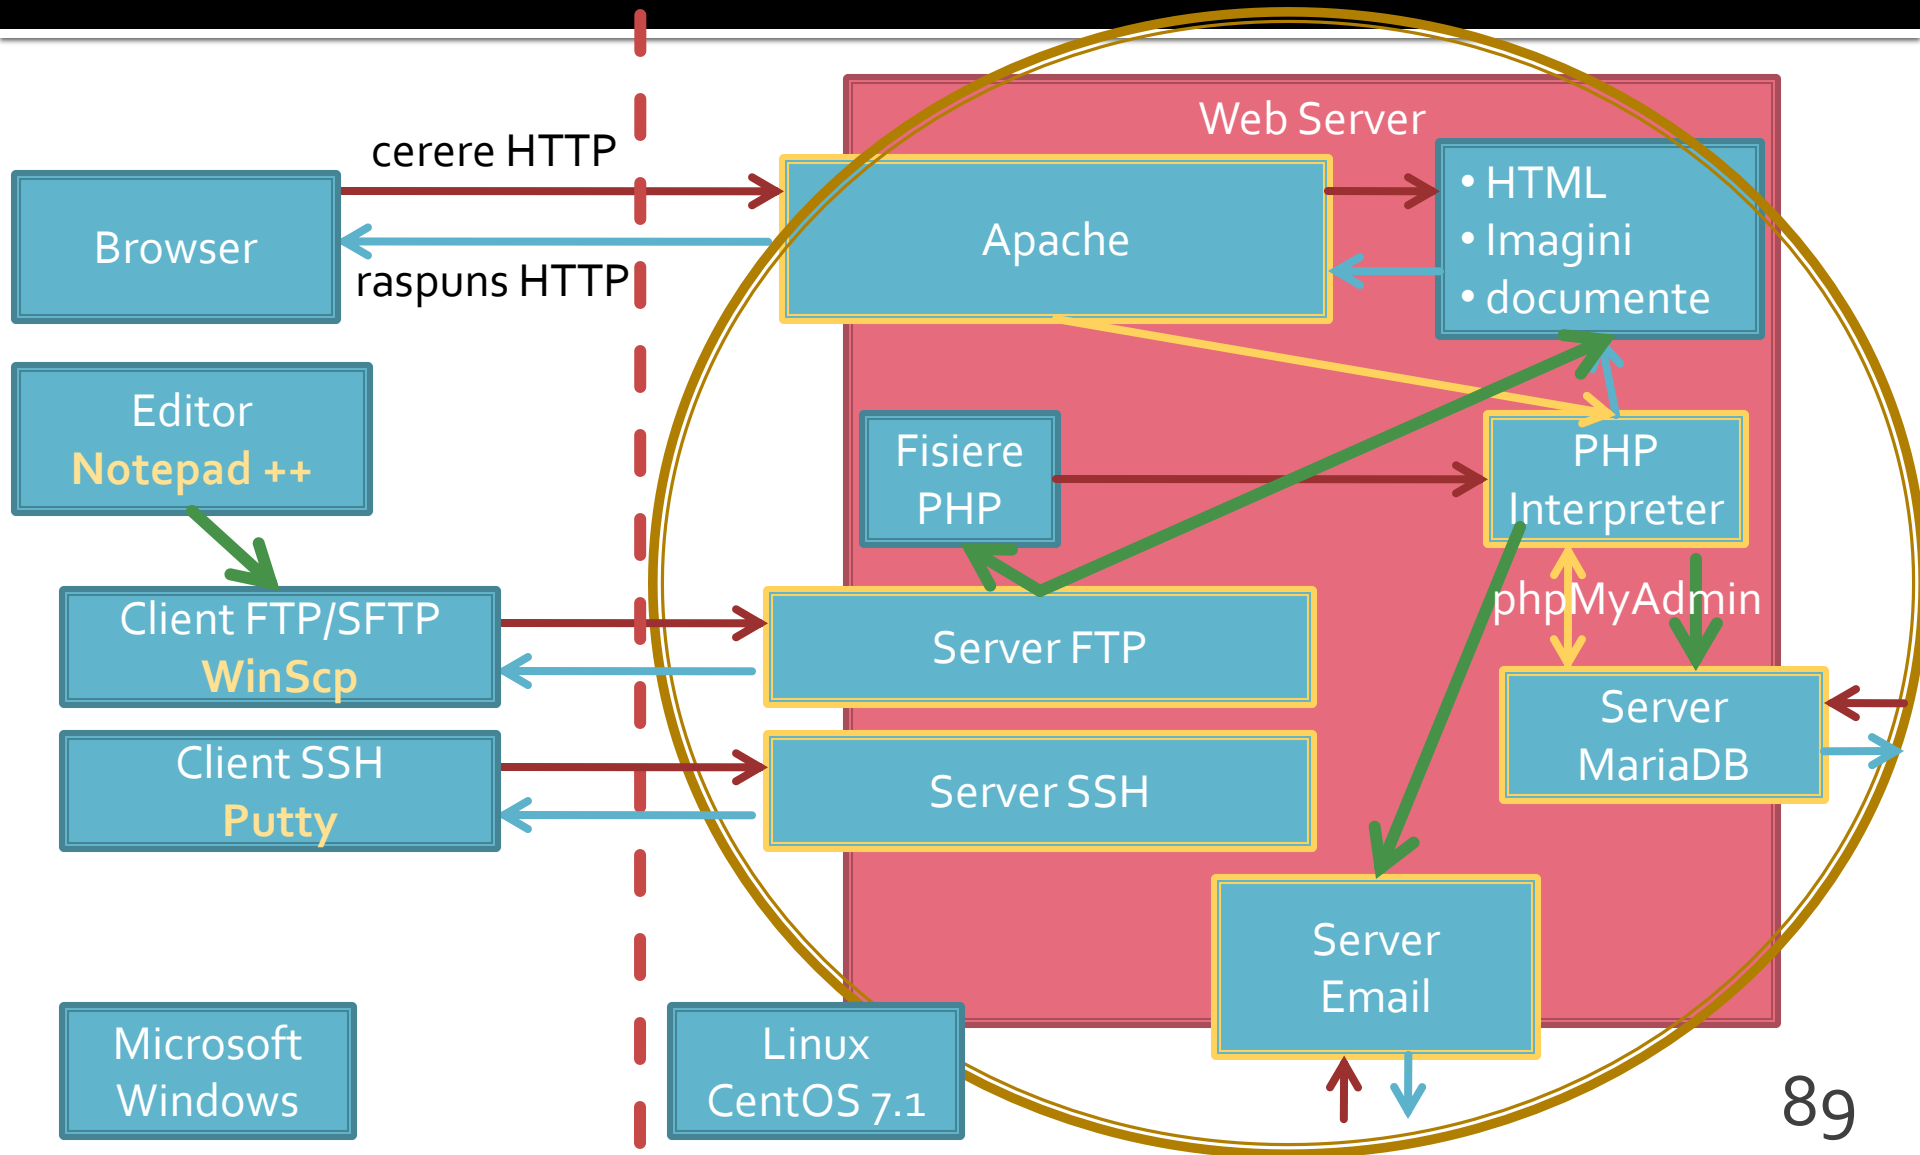 Web Server
cerere HTTP
raspuns HTTP
Browser
Apache
• HTML
• Imagini
• documente
Editor
Notepad ++
Fisiere
PHP
PHP
Interpreter
phpMyAdmin
Client FTP/SFTP
WinScp
Server FTP
Server
MariaDB
Client SSH
Putty
Server SSH
Server
Email
Microsoft
Windows
Linux
CentOS 7.1
89